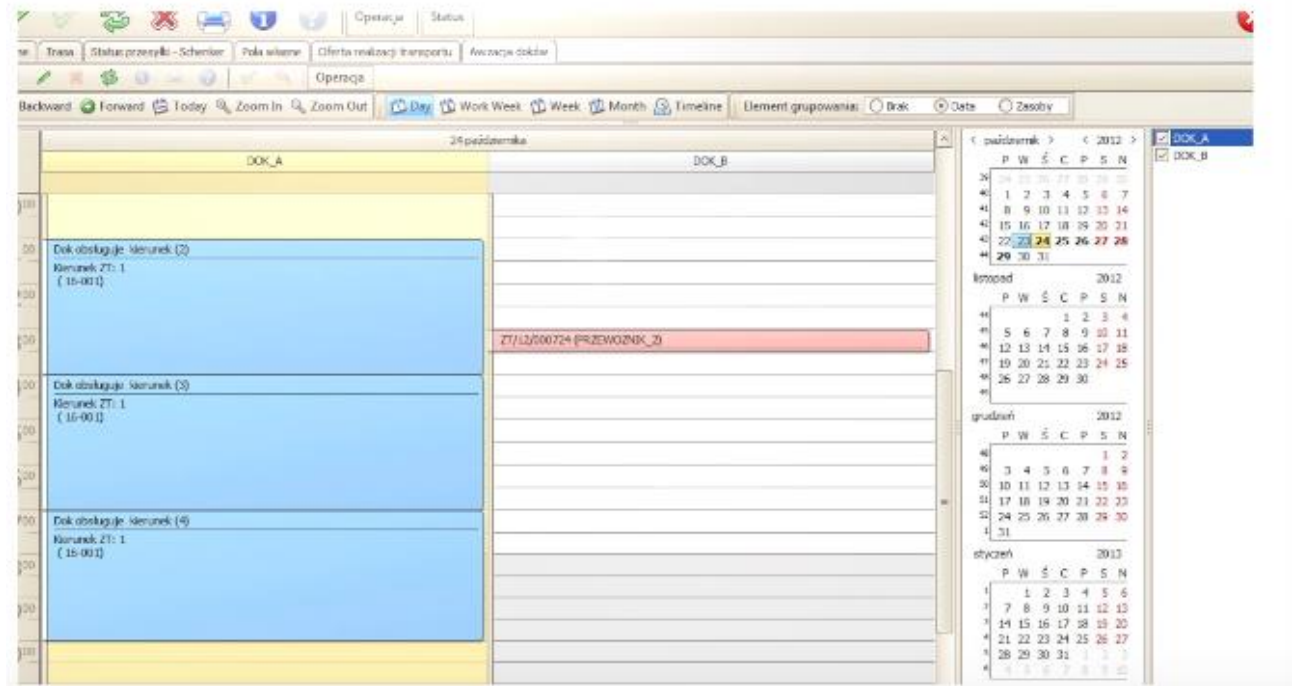 Operacja Status
Trasa Status przesyłki - Schenker Pola własne Oferta realizacji transportu Awizacja doków
Operacja
Backward Forward Today Zoom In Zoom Out Day Work Week Week Month Timeline Element grupowania: Brak Data Zasoby
24 października
DOK_A DOK_B
Dok obsługuje kierunek (2)
Kierunek ZT: 1
( 16-001)
ZT/12/000724 (PRZEWOZNIK_2)
Dok obsługuje kierunek (3)
Kierunek ZT: 1
( 16-001)
Dok obsługuje kierunek (4)
Kierunek ZT: 1
( 16-001)
październik 2012
P W Ś C P S N
1 2 3 4 5 6 7
8 9 10 11 12 13 14
15 16 17 18 19 20 21
22 23 24 25 26 27 28
29 30 31
listopad 2012
P W Ś C P S N
1 2 3 4
5 6 7 8 9 10 11
12 13 14 15 16 17 18
19 20 21 22 23 24 25
26 27 28 29 30
grudzień 2012
P W Ś C P S N
1 2
3 4 5 6 7 8 9
10 11 12 13 14 15 16
17 18 19 20 21 22 23
24 25 26 27 28 29 30
31
styczeń 2013
P W Ś C P S N
1 2 3 4 5 6
7 8 9 10 11 12 13
14 15 16 17 18 19 20
21 22 23 24 25 26 27
28 29 30 31
DOK_A
DOK_B